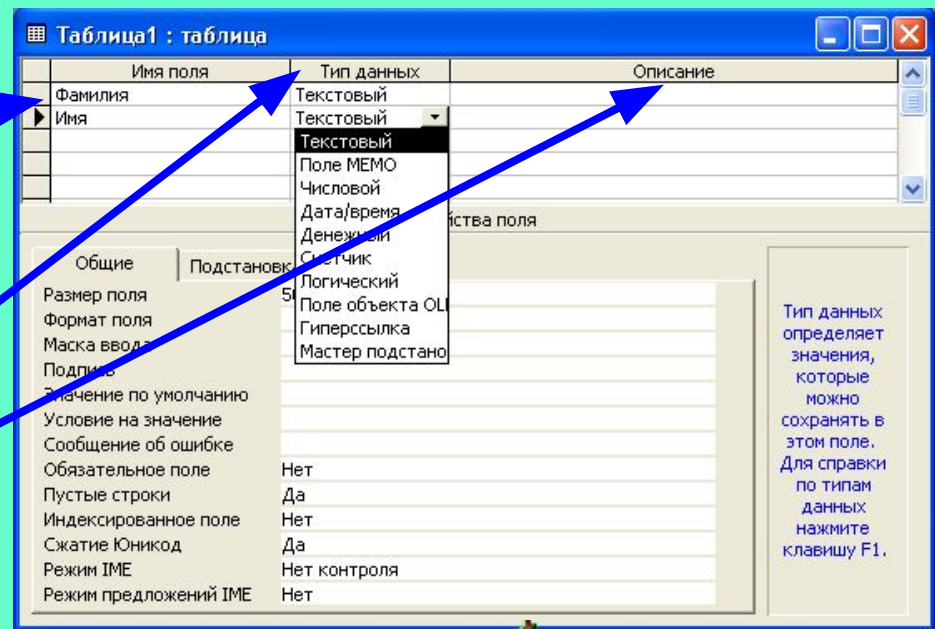 Таблица1 : таблица
Имя поля Тип данных Описание
Фамилия Текстовый
Имя Текстовый
Текстовый
Поле МЕМО
Числовой
Дата/время
Денежный
Счетчик
Логический
Поле объекта OL
Гиперссылка
Мастер подстано
йства поля
Общие Подстановк
Размер поля 5
Формат поля
Маска ввода
Подпись
Значение по умолчанию
Условие на значение
Сообщение об ошибке
Обязательное поле Нет
Пустые строки Да
Индексированное поле Нет
Сжатие Юникод Да
Режим IME Нет контроля
Режим предложений IME Нет
Тип данных
определяет
значения,
которые
можно
сохранять в
этом поле.
Для справки
по типам
данных
нажмите
клавишу F1.